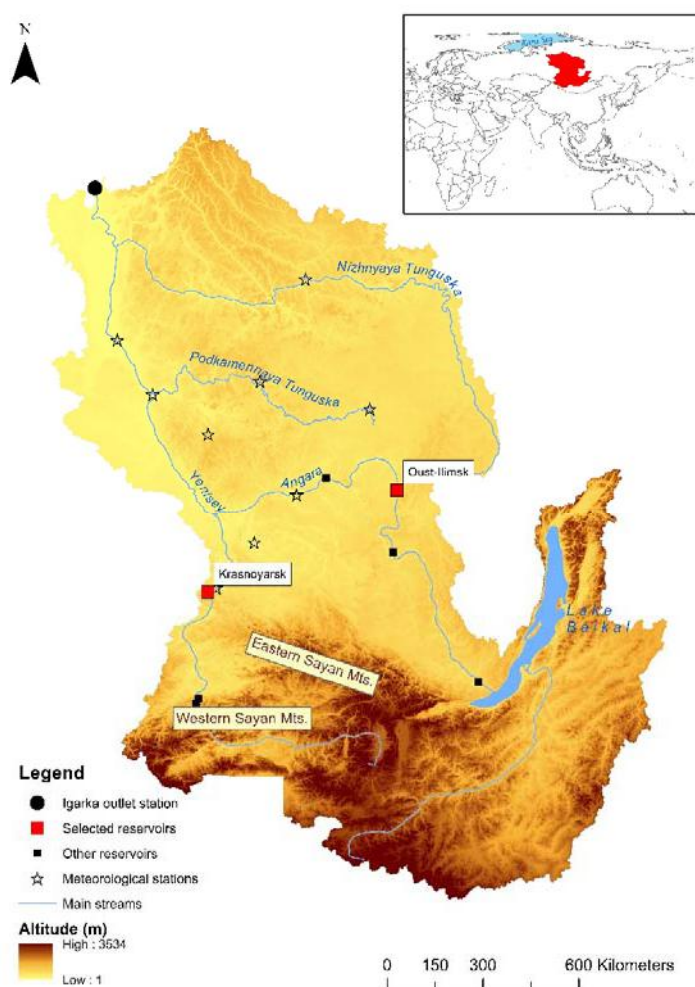 N
Kara Sea
Nizhnyaya Tunguska
Podkamennaya Tunguska
Oust-Ilimsk
Angara
Yenisey
Krasnoyarsk
Lake
Baikal
Eastern Sayan Mts.
Western Sayan Mts.
Legend
Igarka outlet station
Selected reservoirs
Other reservoirs
Meteorological stations
Main streams
Altitude (m)
High : 3534
Low : 1
0 150 300 600 Kilometers